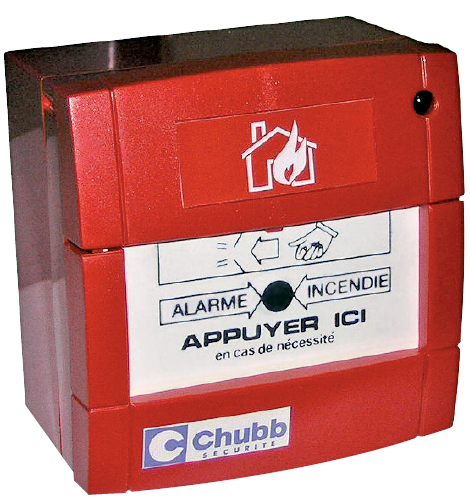 ALARME INCENDIE
APPUYER ICI
en cas de nécessité
C Chubb
SECURITE